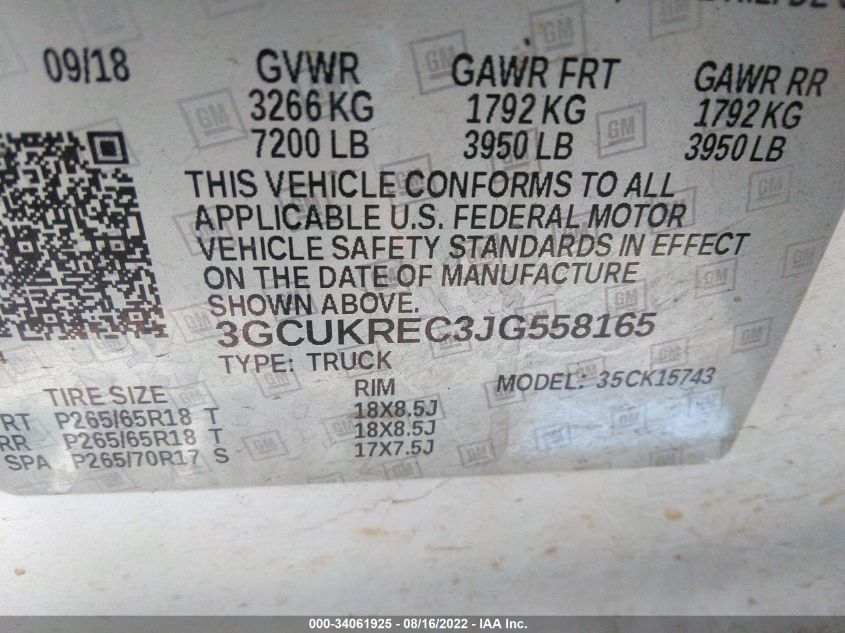 09/18 GVWR GAWR FRT GAWR RR
3266 KG 1792 KG 1792 KG
7200 LB 3950 LB 3950 LB
THIS VEHICLE CONFORMS TO ALL
APPLICABLE U.S. FEDERAL MOTOR
VEHICLE SAFETY STANDARDS IN EFFECT
ON THE DATE OF MANUFACTURE
SHOWN ABOVE.
3GCUKREC3JG558165
TYPE: TRUCK MODEL: 35CK15743
TIRE SIZE RIM
FRT P265/65R18 T 18X8.5J
RR P265/65R18 T 18X8.5J
SPA P265/70R17 S 17X7.5J
GM
000-34061925 - 08/16/2022 - IAA Inc.